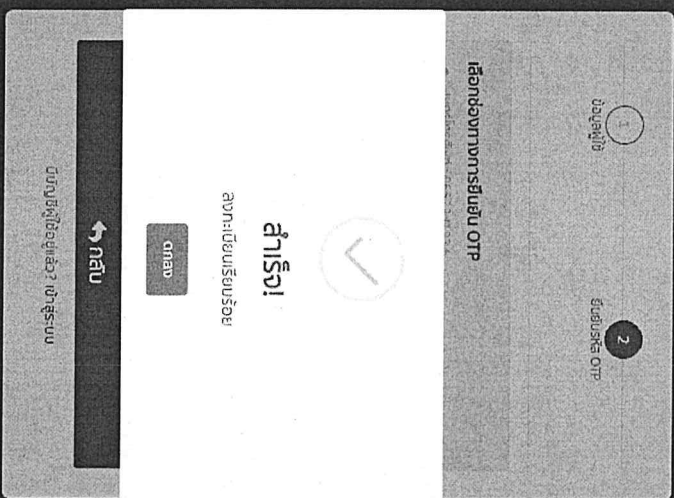 1
ข้อมูลผู้ใช้
2
ยืนยันรหัส OTP
เลือกช่องทางการยืนยัน OTP
สำเร็จ!
ลงทะเบียนเรียบร้อย
ตกลง
กลับ
มีบัญชีผู้ใช้อยู่แล้ว? เข้าสู่ระบบ